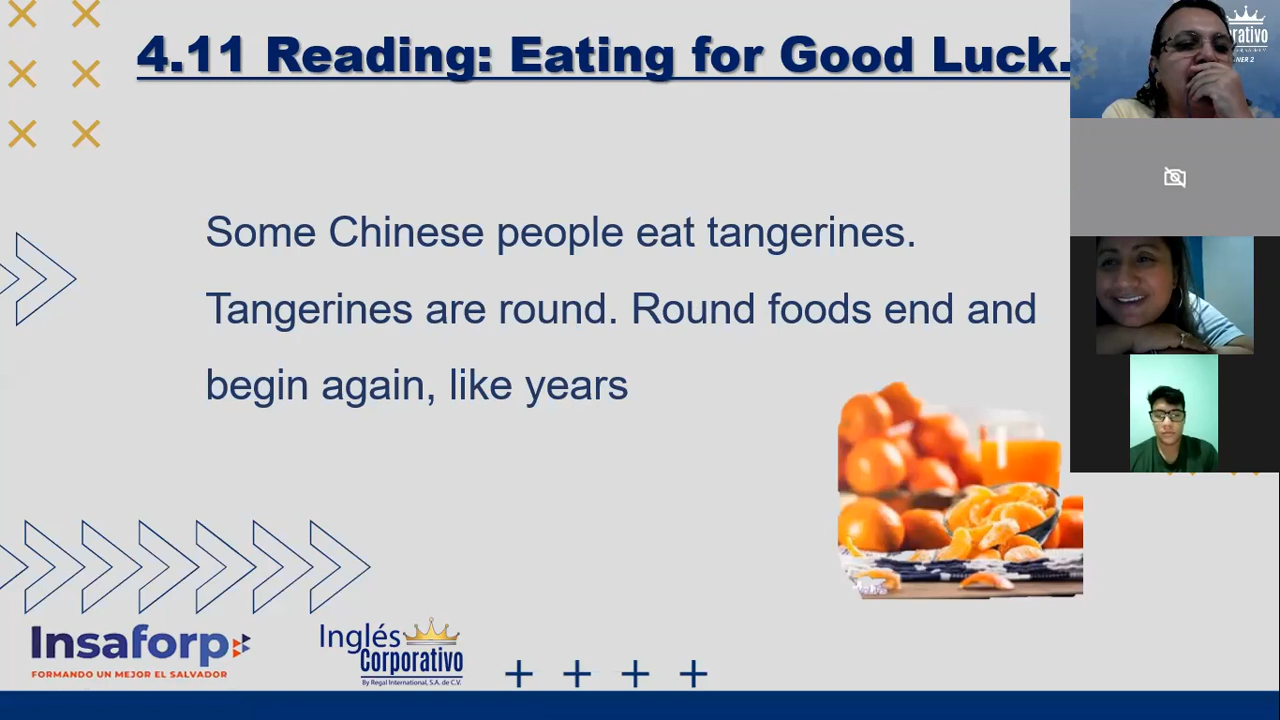 4.11 Reading: Eating for Good Luck.
Some Chinese people eat tangerines.
Tangerines are round. Round foods end and
begin again, like years
Insaforp
FORMANDO UN MEJOR EL SALVADOR
Inglés
Corporativo
By Regal International, S.A. de C.V.